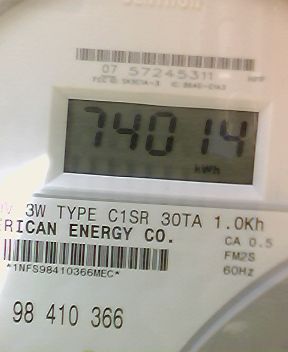 07 57245311
74014
kWh
3W TYPE C1SR 30TA 1.0Kh
RICAN ENERGY CO.
CA 0.5
*1NFS98410366MEC*
FM2S
60Hz
98 410 366